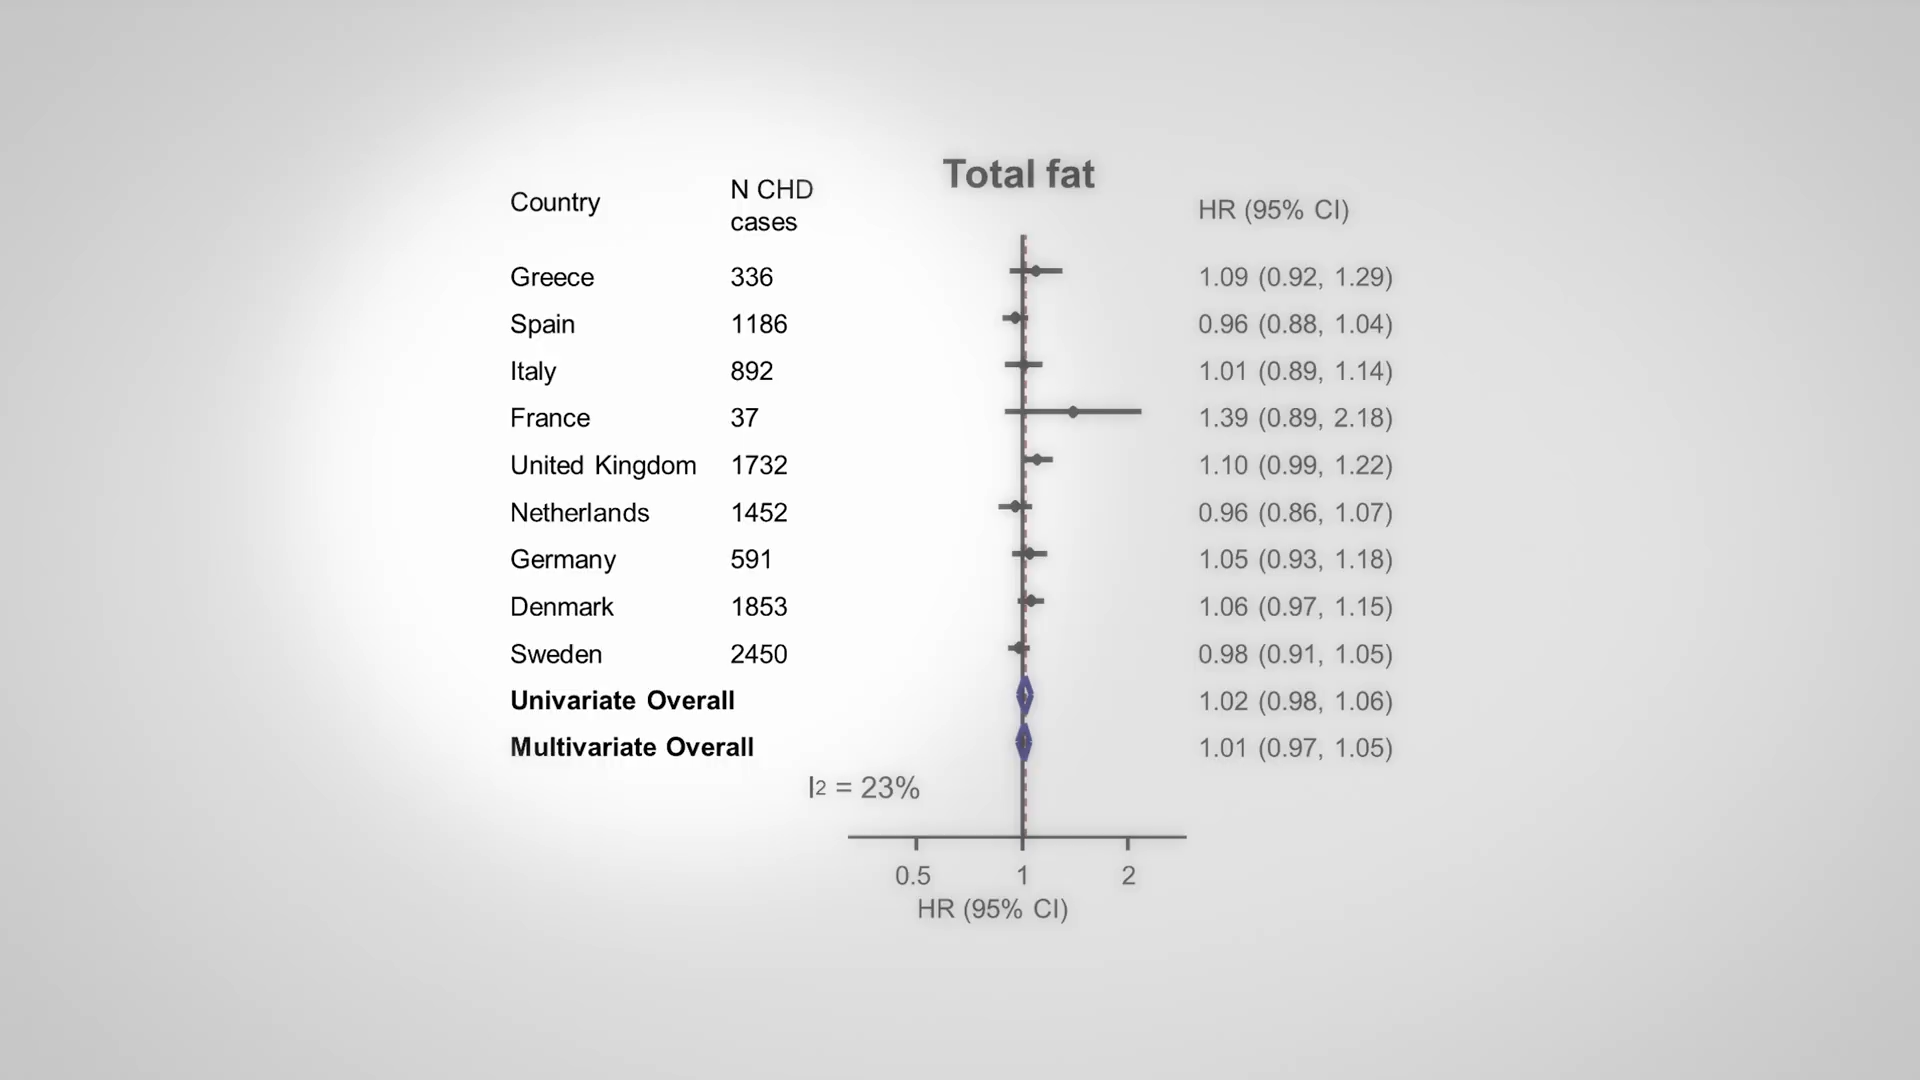 Total fat
Country N CHD cases HR (95% CI)
Greece 336 1.09 (0.92, 1.29)
Spain 1186 0.96 (0.88, 1.04)
Italy 892 1.01 (0.89, 1.14)
France 37 1.39 (0.89, 2.18)
United Kingdom 1732 1.10 (0.99, 1.22)
Netherlands 1452 0.96 (0.86, 1.07)
Germany 591 1.05 (0.93, 1.18)
Denmark 1853 1.06 (0.97, 1.15)
Sweden 2450 0.98 (0.91, 1.05)
Univariate Overall 1.02 (0.98, 1.06)
Multivariate Overall 1.01 (0.97, 1.05)
I2 = 23%
0.5 1 2
HR (95% CI)